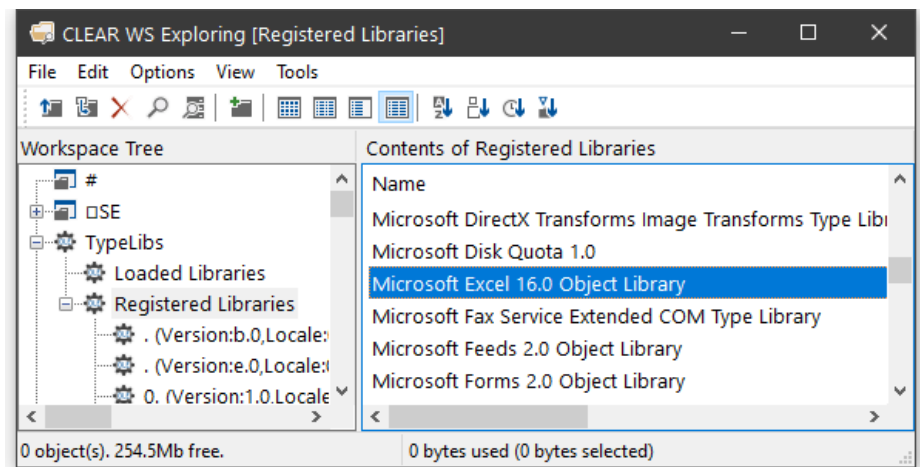 CLEAR WS Exploring [Registered Libraries]
File Edit Options View Tools
Workspace Tree
#
□SE
TypeLibs
Loaded Libraries
Registered Libraries
. (Version:b.0,Locale:
. (Version:e.0,Locale:
0. (Version:1.0.Locale
Contents of Registered Libraries
Name
Microsoft DirectX Transforms Image Transforms Type Libr
Microsoft Disk Quota 1.0
Microsoft Excel 16.0 Object Library
Microsoft Fax Service Extended COM Type Library
Microsoft Feeds 2.0 Object Library
Microsoft Forms 2.0 Object Library
0 object(s). 254.5Mb free.
0 bytes used (0 bytes selected)